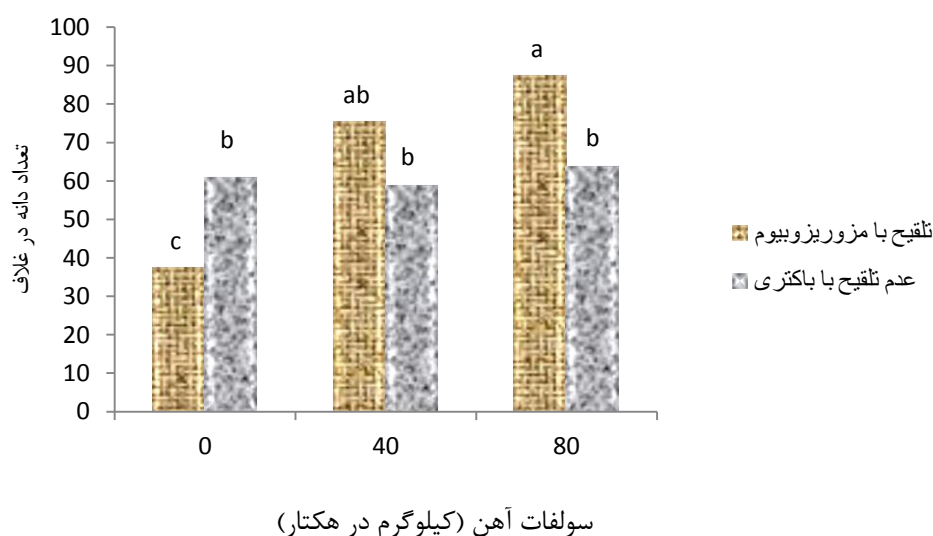 100
90
80
70
60
50
40
30
20
10
0
تعداد دانه در غلاف
c
b
ab
b
a
b
0
40
80
سولفات آهن (کیلوگرم در هکتار)
تلقیح با مزوریزوبیوم
عدم تلقیح با باکتری